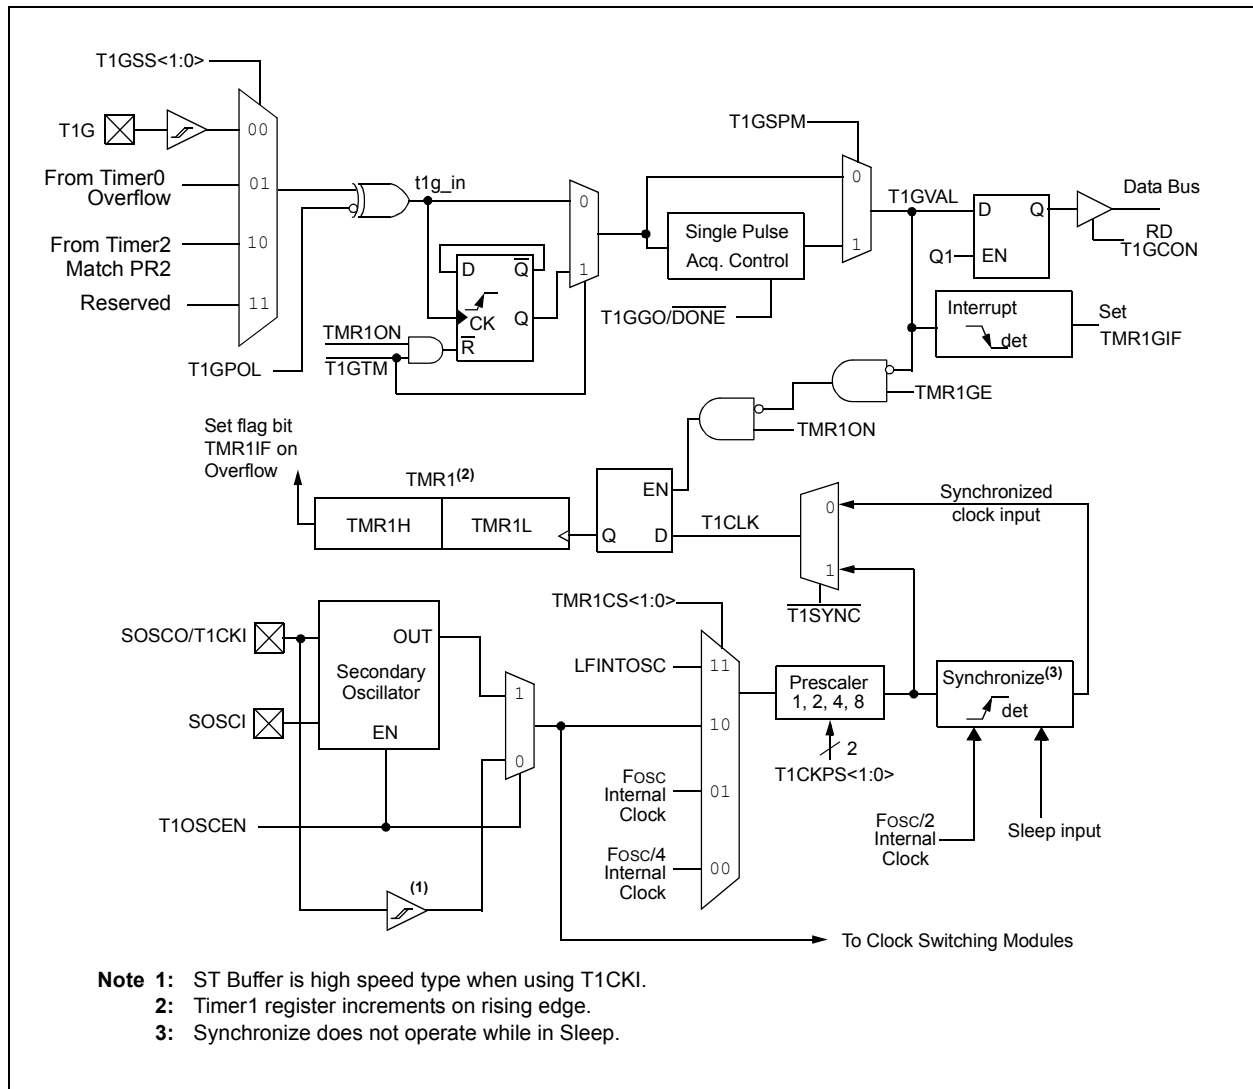 T1GSS<1:0>
T1G
00
From Timer0
Overflow
01
From Timer2
Match PR2
10
Reserved
11
T1GPOL
t1g_in
D
Q
CK
Q
R
TMR1ON
T1GTM
0
1
T1GSPM
0
1
Single Pulse
Acq. Control
T1GGO/DONE
T1GVAL
D
Q
Q1
EN
Data Bus
RD
T1GCON
Interrupt
det
Set
TMR1GIF
TMR1GE
TMR1ON
Set flag bit
TMR1IF on
Overflow
TMR1(2)
TMR1H
TMR1L
EN
Q
D
T1CLK
0
1
T1SYNC
Synchronized
clock input
SOSCO/T1CKI
SOSCI
OUT
Secondary
Oscillator
EN
T1OSCEN
(1)
1
0
TMR1CS<1:0>
LFINTOSC
11
10
FOSC
Internal
Clock
01
FOSC/4
Internal
Clock
00
Prescaler
1, 2, 4, 8
2
T1CKPS<1:0>
Synchronize(3)
det
FOSC/2
Internal
Clock
Sleep input
To Clock Switching Modules
Note 1: ST Buffer is high speed type when using T1CKI.
2: Timer1 register increments on rising edge.
3: Synchronize does not operate while in Sleep.